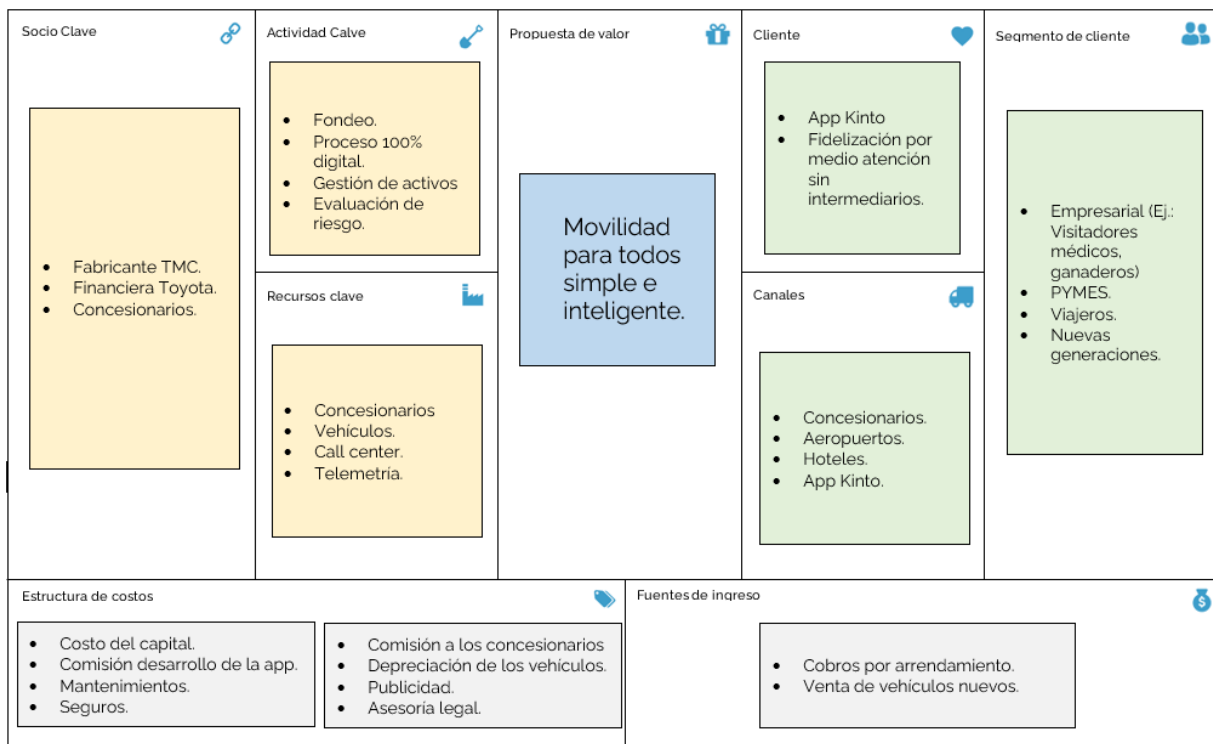 Socio Clave
Fabricante TMC.
Financiera Toyota.
Concesionarios.
Actividad Calve
Fondeo.
Proceso 100%
digital.
Gestión de activos
Evaluación de
riesgo.
Recursos clave
Concesionarios
Vehículos.
Call center.
Telemetría.
Propuesta de valor
Movilidad
para todos
simple e
inteligente.
Cliente
App Kinto
Fidelización por
medio atención
sin
intermediarios.
Canales
Concesionarios.
Aeropuertos.
Hoteles.
App Kinto.
Segmento de cliente
Empresarial (Ej.:
Visitadores
médicos,
ganaderos)
PYMES.
Viajeros.
Nuevas
generaciones.
Estructura de costos
Costo del capital.
Comisión desarrollo de la app.
Mantenimientos.
Seguros.
Comisión a los concesionarios
Depreciación de los vehículos.
Publicidad.
Asesoría legal.
Fuentes de ingreso
$
Cobros por arrendamiento.
Venta de vehículos nuevos.